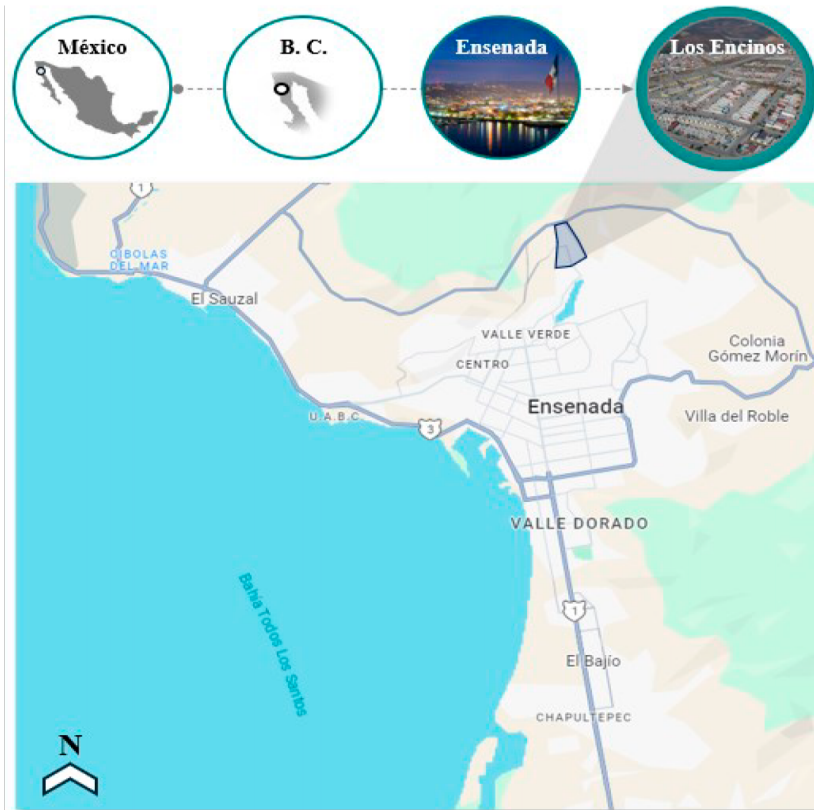 México
B. C.
Ensenada
Los Encinos
1
CIBOLAS
DEL MAR
El Sauzal
VALLE VERDE
CENTRO
Colonia
Gómez Morín
Ensenada
Villa del Roble
U.A.B.C.
3
VALLE DORADO
Bahía Todos Los Santos
1
El Bajío
CHAPULTEPEC
N